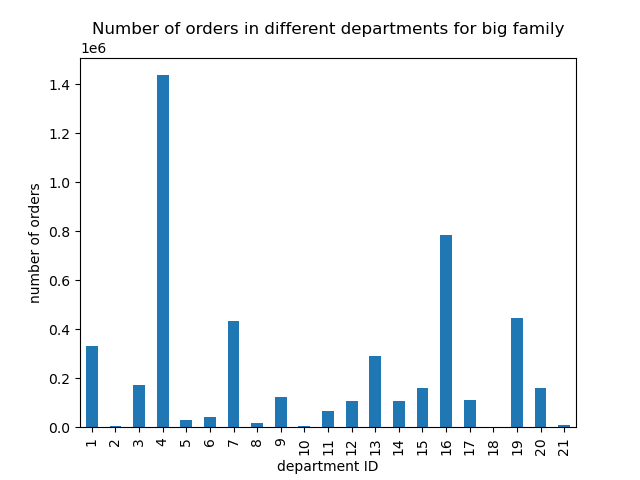 Number of orders in different departments for big family
1e6
1.4
1.2
1.0
0.8
0.6
0.4
0.2
0.0
number of orders
1 2 3 4 5 6 7 8 9 10 11 12 13 14 15 16 17 18 19 20 21
department ID